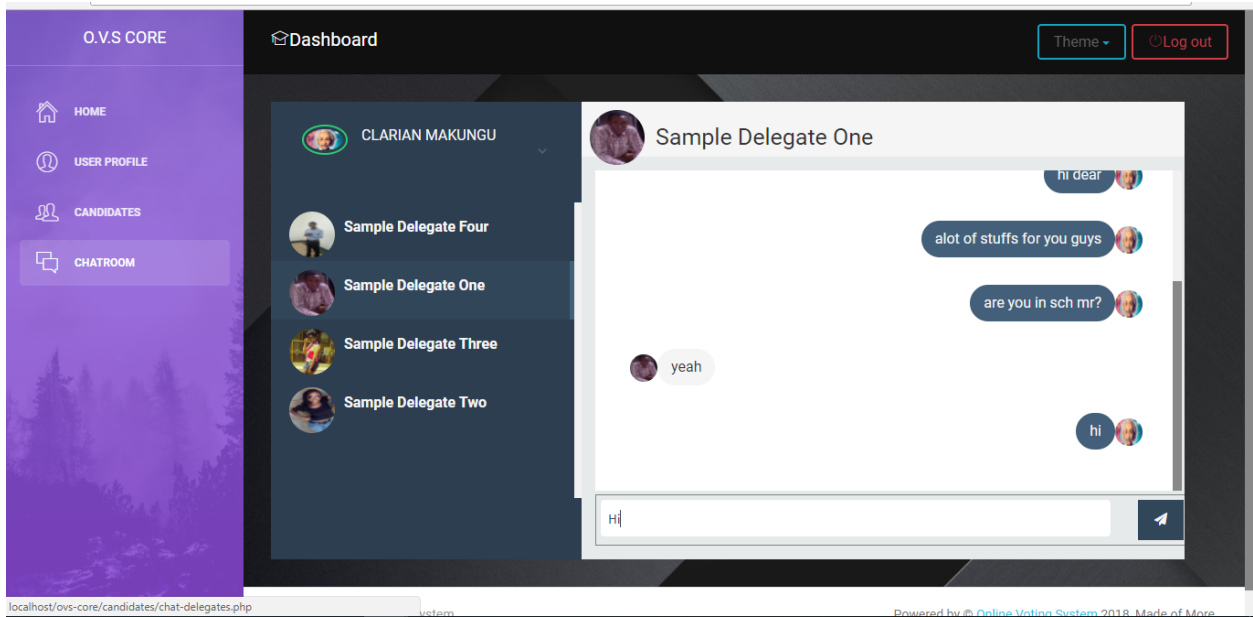 O.V.S CORE
Dashboard
Theme
Log out
HOME
USER PROFILE
CANDIDATES
CHATROOM
CLARIAN MAKUNGU
Sample Delegate Four
Sample Delegate One
Sample Delegate Three
Sample Delegate Two
Sample Delegate One
hi dear
alot of stuffs for you guys
are you in sch mr?
yeah
hi
Hi
localhost/ovs-core/candidates/chat-delegates.php
ystem
Powered by © Online Voting System 2018. Made of More